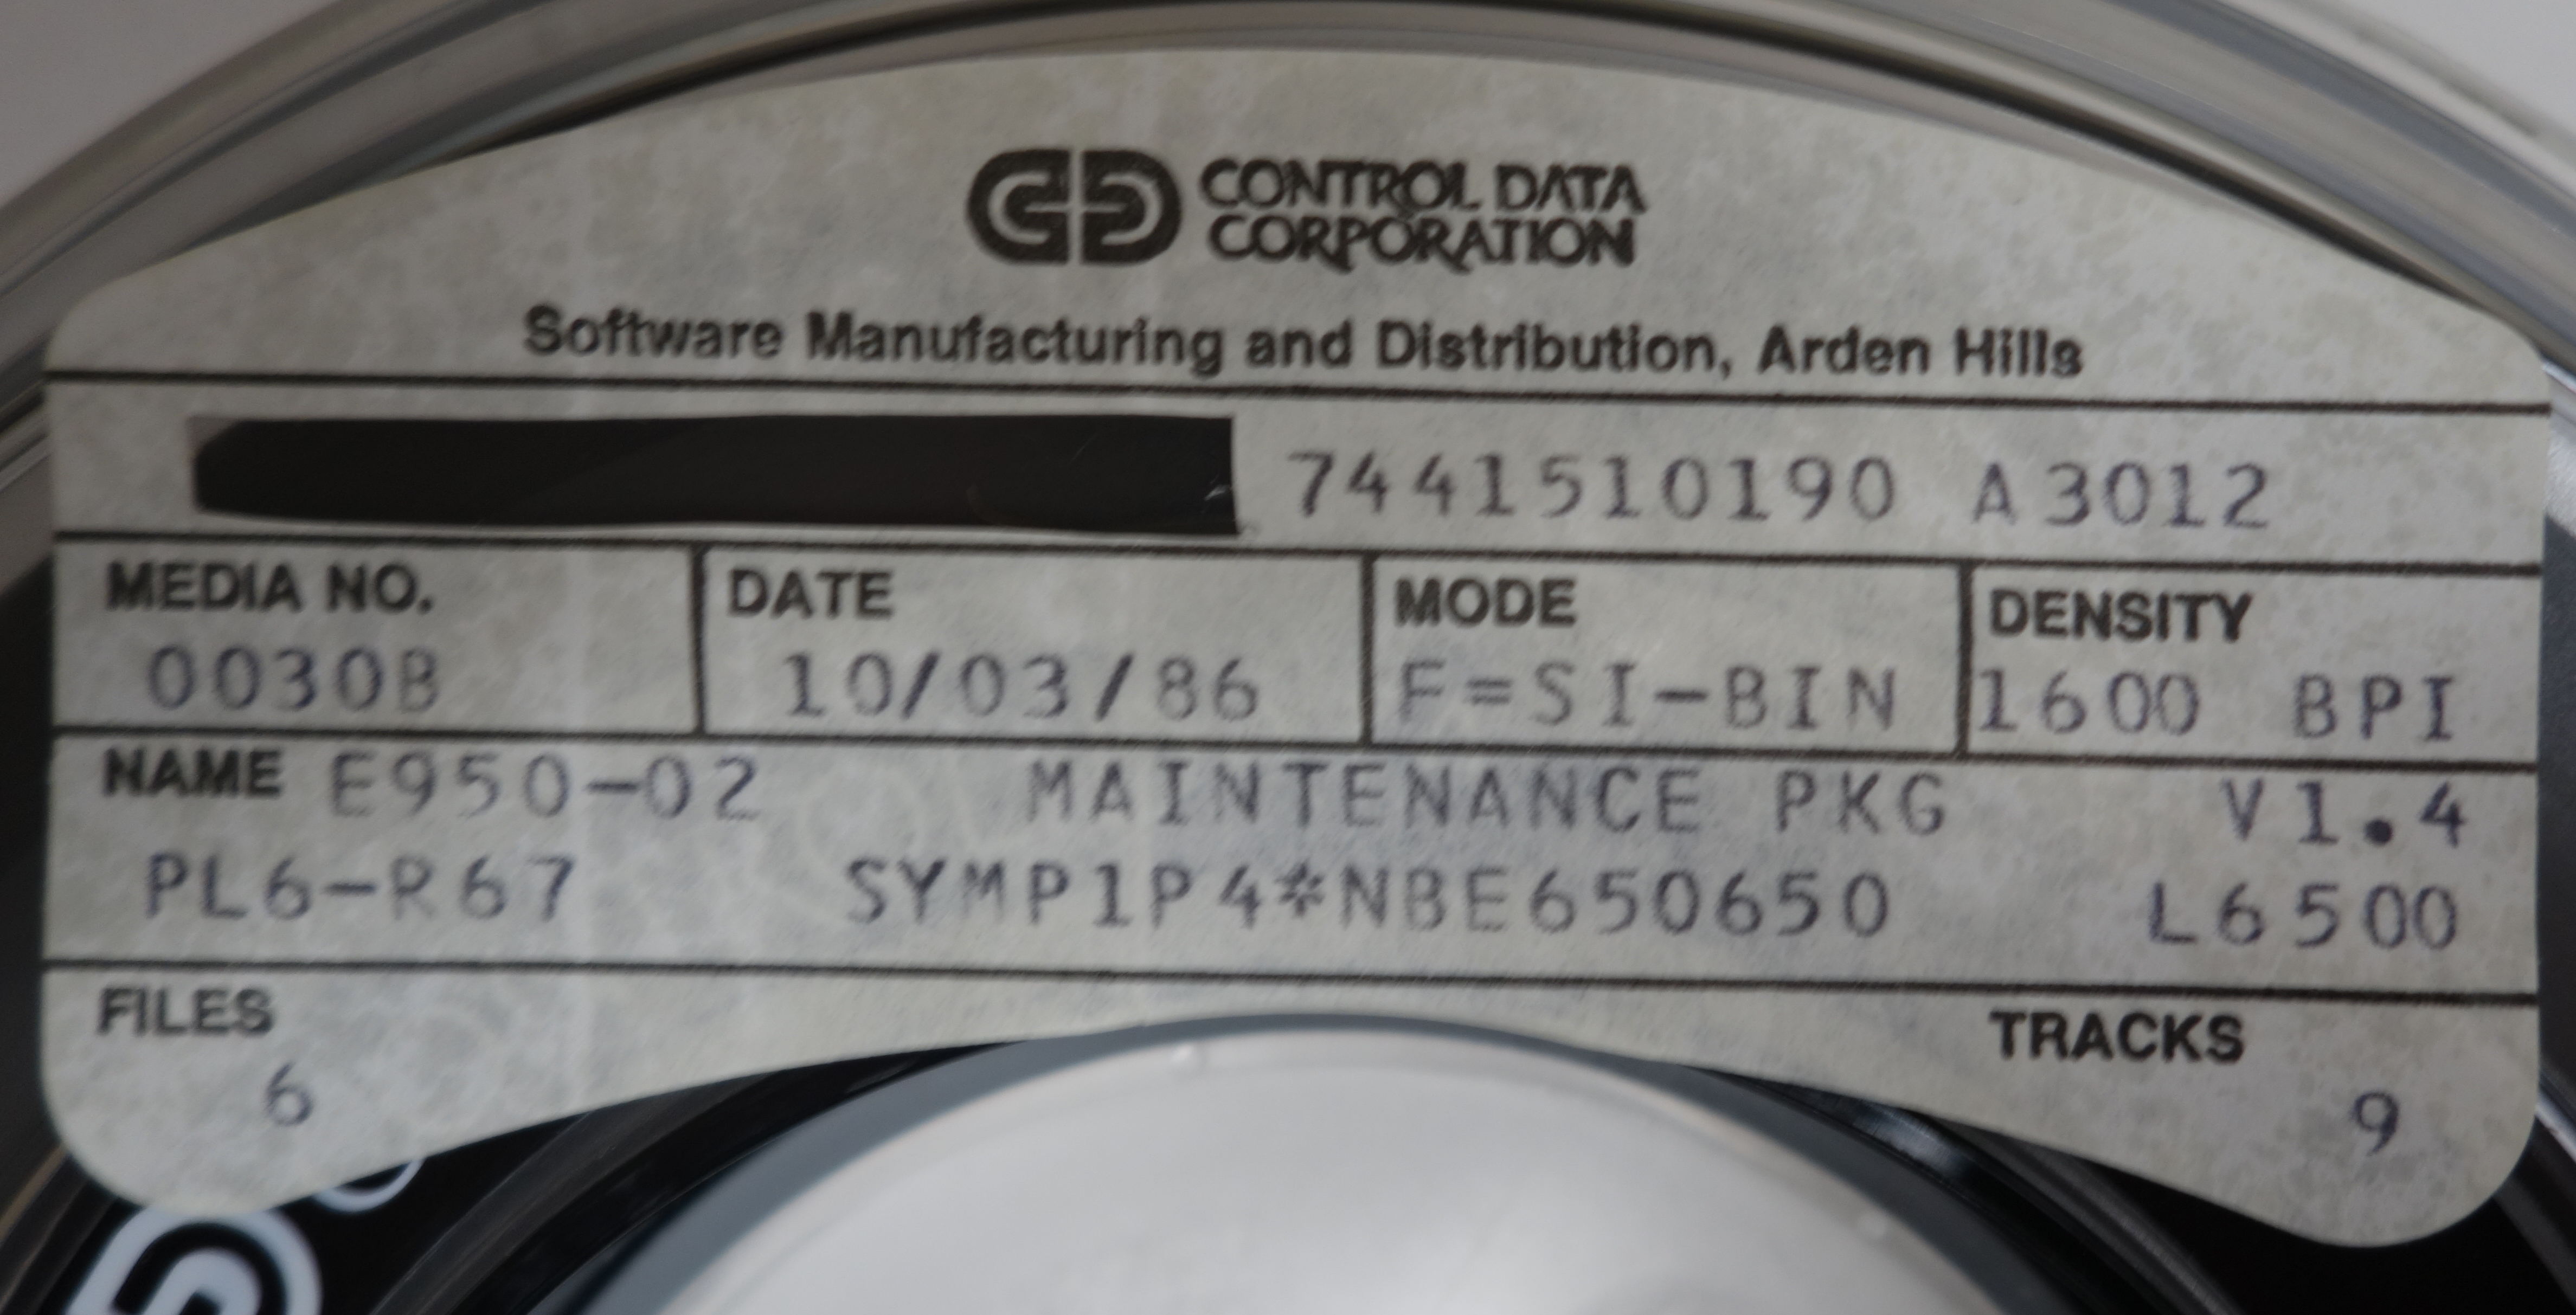 CONTROL DATA
CORPORATION
Software Manufacturing and Distribution, Arden Hills
7441510190 A3012
MEDIA NO. DATE MODE DENSITY
0030B 10/03/86 F=SI-BIN 1600 BPI
NAME E950-02 MAINTENANCE PKG V1.4
PL6-R67 SYMP1P4*NBE650650 L6500
FILES TRACKS
6 9